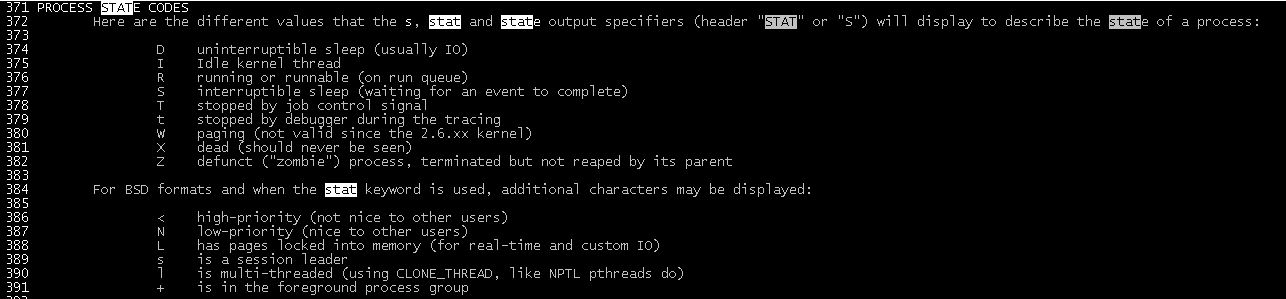 371 PROCESS STATE CODES
372 Here are the different values that the s, stat and state output specifiers (header "STAT" or "S") will display to describe the state of a process:
373
374 D uninterruptible sleep (usually IO)
375 I Idle kernel thread
376 R running or runnable (on run queue)
377 S interruptible sleep (waiting for an event to complete)
378 T stopped by job control signal
379 t stopped by debugger during the tracing
380 W paging (not valid since the 2.6.xx kernel)
381 X dead (should never be seen)
382 Z defunct ("zombie") process, terminated but not reaped by its parent
383
384 For BSD formats and when the stat keyword is used, additional characters may be displayed:
385
386 < high-priority (not nice to other users)
387 N low-priority (nice to other users)
388 L has pages locked into memory (for real-time and custom IO)
389 s is a session leader
390 l is multi-threaded (using CLONE_THREAD, like NPTL pthreads do)
391 + is in the foreground process group